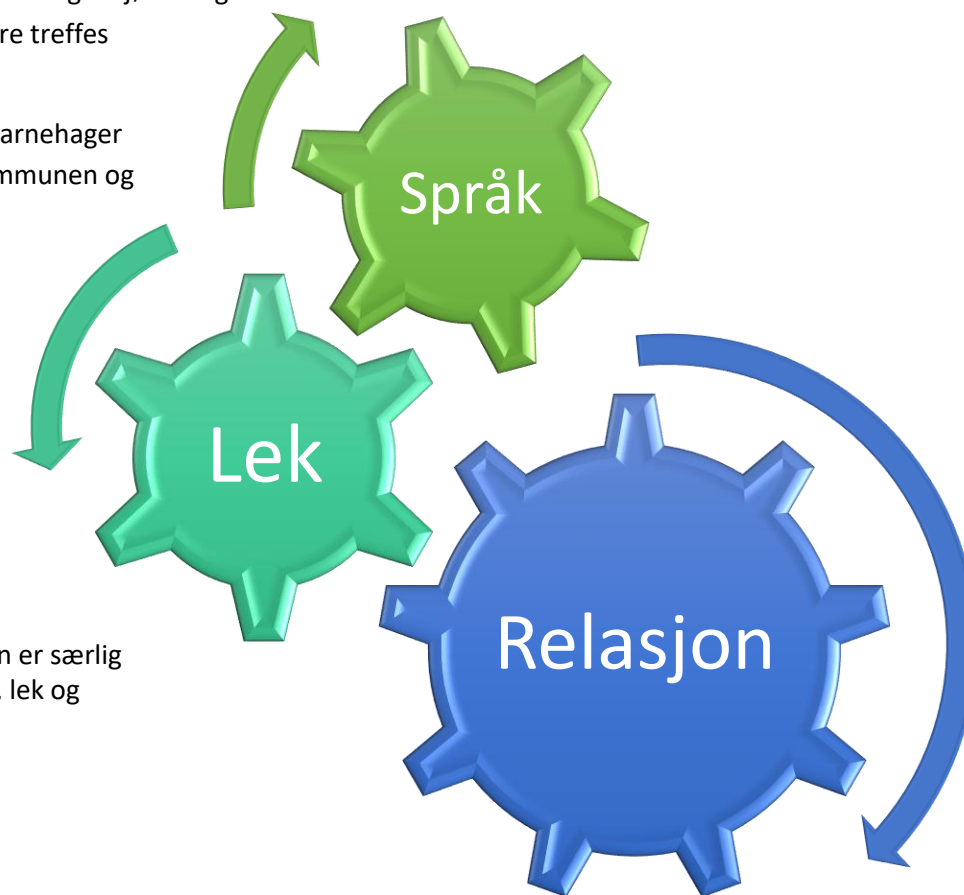 re treffes
arnehager
mmunen og
Språk
Lek
Relasjon
n er særlig
, lek og